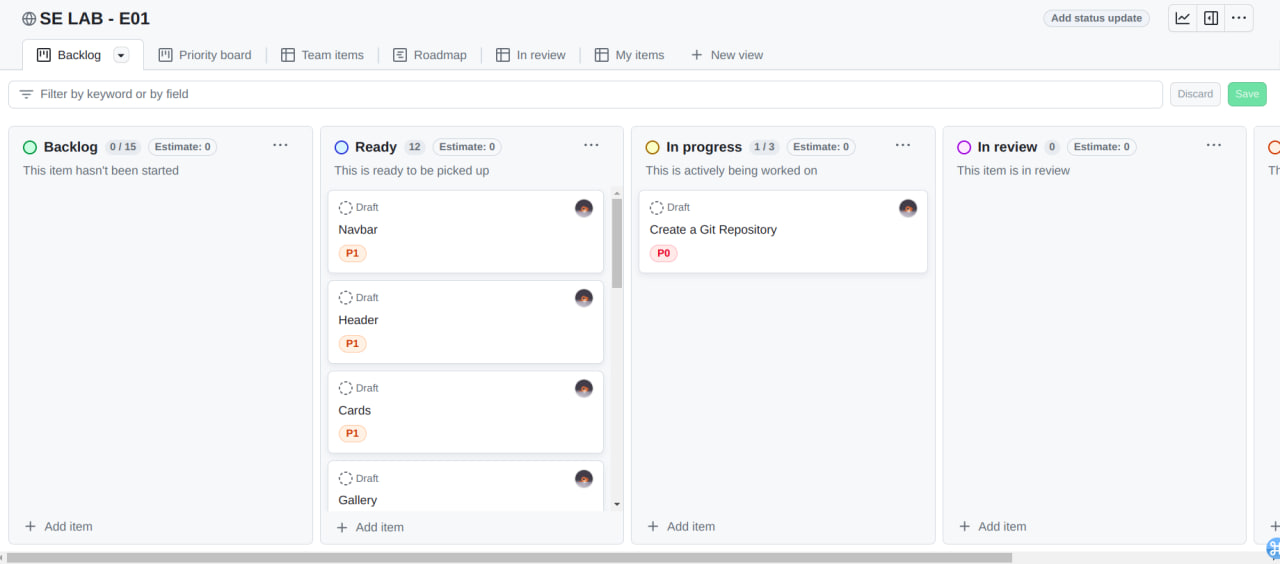 SE LAB - E01
Add status update
Backlog
Priority board
Team items
Roadmap
In review
My items
New view
Filter by keyword or by field
Discard
Save
Backlog 0 / 15 Estimate: 0
This item hasn't been started
Add item
Ready 12 Estimate: 0
This is ready to be picked up
Draft
Navbar
P1
Draft
Header
P1
Draft
Cards
P1
Draft
Gallery
Add item
In progress 1 / 3 Estimate: 0
This is actively being worked on
Draft
Create a Git Repository
P0
Add item
In review 0 Estimate: 0
This item is in review
Add item